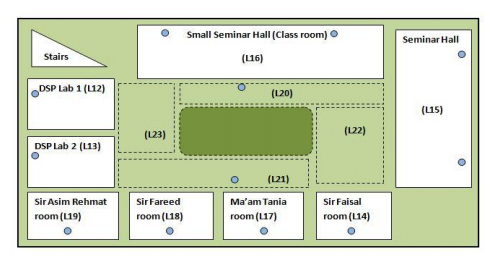 Stairs
Small Seminar Hall (Class room)
(L16)
Seminar Hall
(L15)
DSP Lab 1 (L12)
(L20)
(L23)
(L22)
DSP Lab 2 (L13)
(L21)
Sir Asim Rehmat
room (L19)
Sir Fareed
room (L18)
Ma'am Tania
room (L17)
Sir Faisal
room (L14)